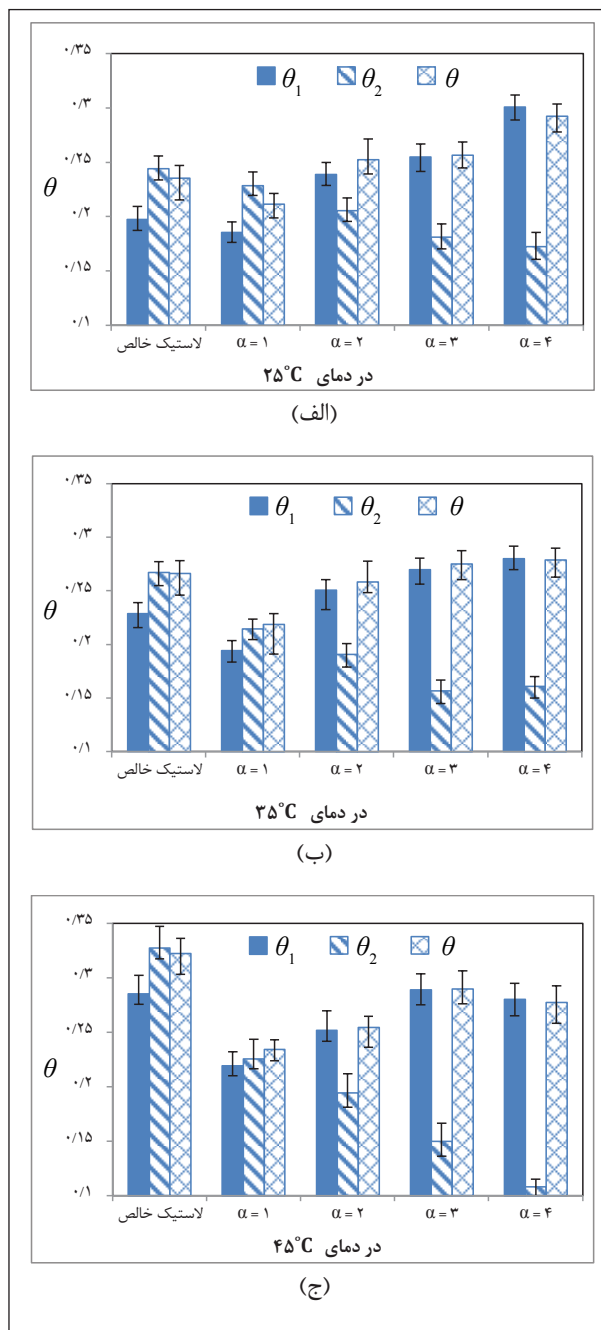 ۰/۳۵
۰/۳
۰/۲۵
۰/۲
۰/۱۵
۰/۱
θ
θ₁ θ₂ θ
لاستیک خالص α = ۱ α = ۲ α = ۳ α = ۴
در دمای ۲۵°C
(الف)
۰/۳۵
۰/۳
۰/۲۵
۰/۲
۰/۱۵
۰/۱
θ
θ₁ θ₂ θ
لاستیک خالص α = ۱ α = ۲ α = ۳ α = ۴
در دمای ۳۵°C
(ب)
۰/۳۵
۰/۳
۰/۲۵
۰/۲
۰/۱۵
۰/۱
θ
θ₁ θ₂ θ
لاستیک خالص α = ۱ α = ۲ α = ۳ α = ۴
در دمای ۴۵°C
(ج)